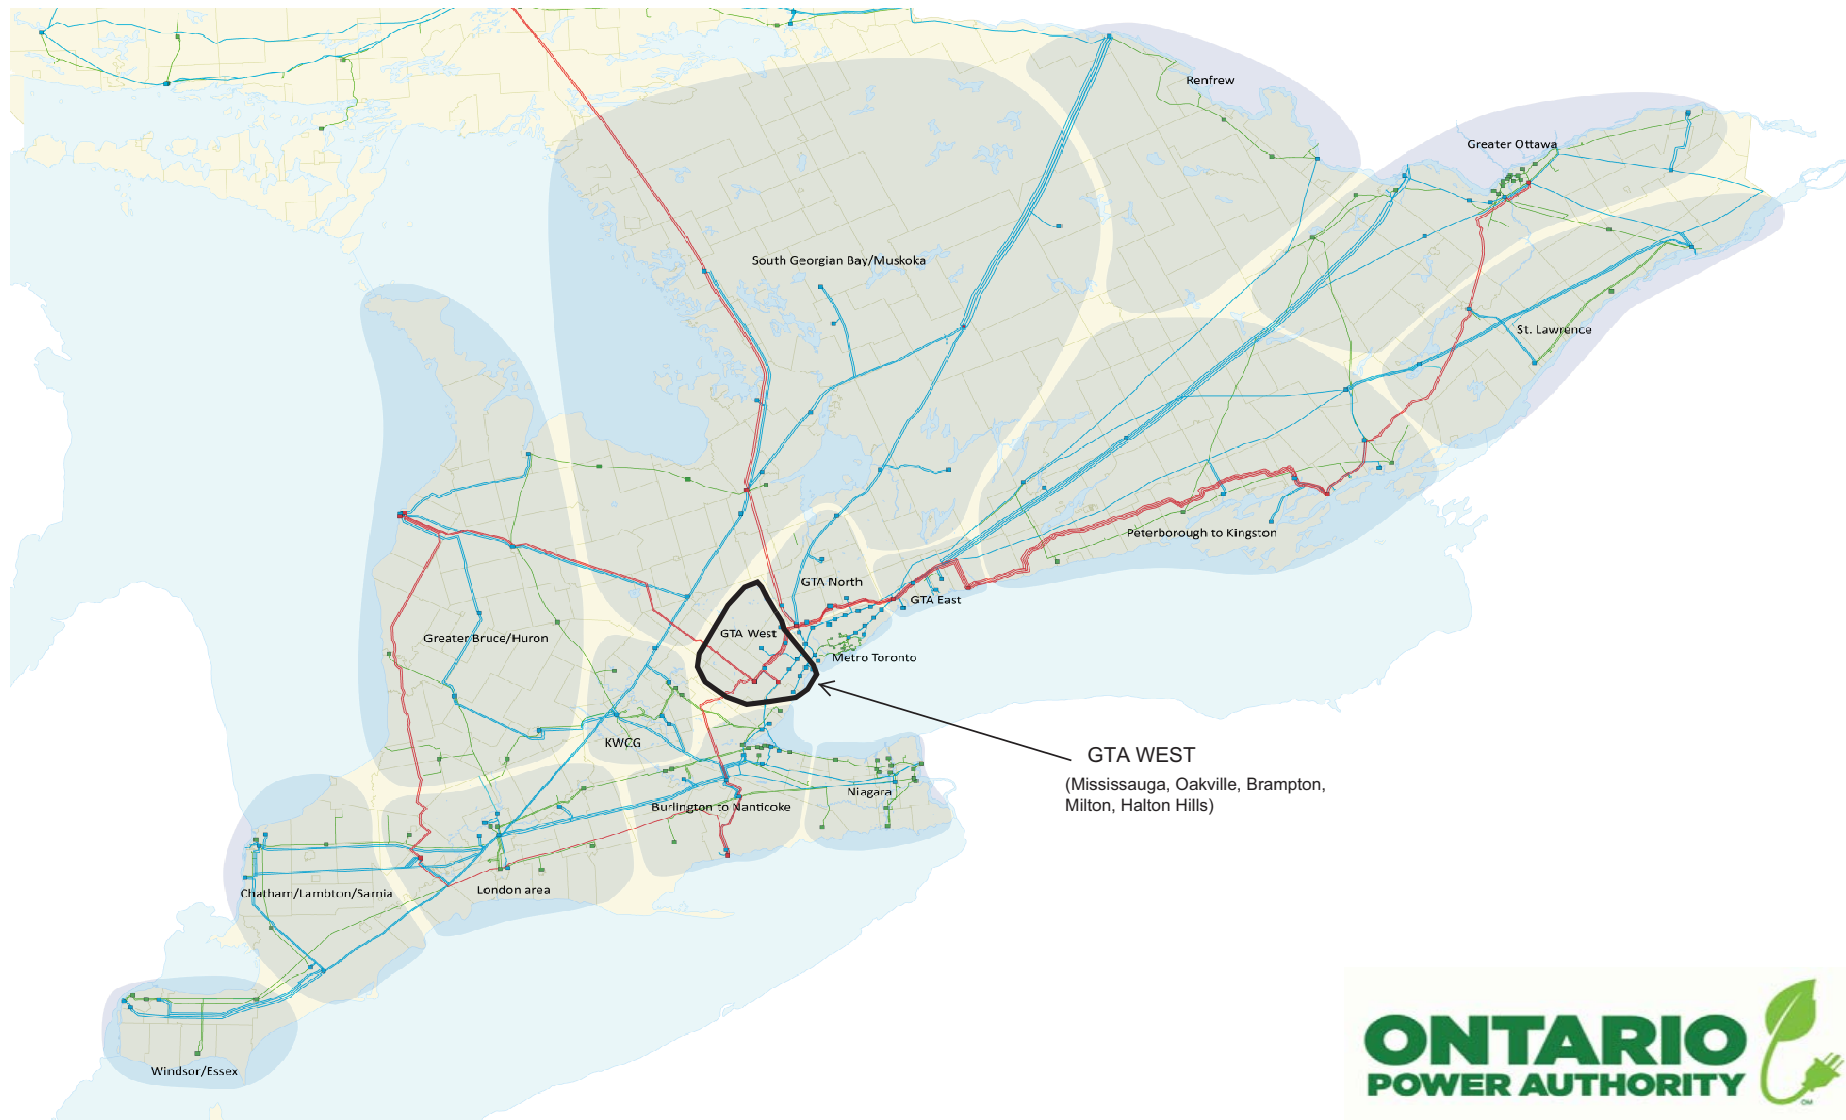 Renfrew
Greater Ottawa
South Georgian Bay/Muskoka
St. Lawrence
Peterborough to Kingston
GTA North
GTA East
GTA West
Greater Bruce/Huron
Metro Toronto
KWCG
GTA WEST
(Mississauga, Oakville, Brampton,
Milton, Halton Hills)
Niagara
Burlington to Nanticoke
London area
Chatham/Lambton/Sarnia
Windsor/Essex
ONTARIO
POWER AUTHORITY
OM